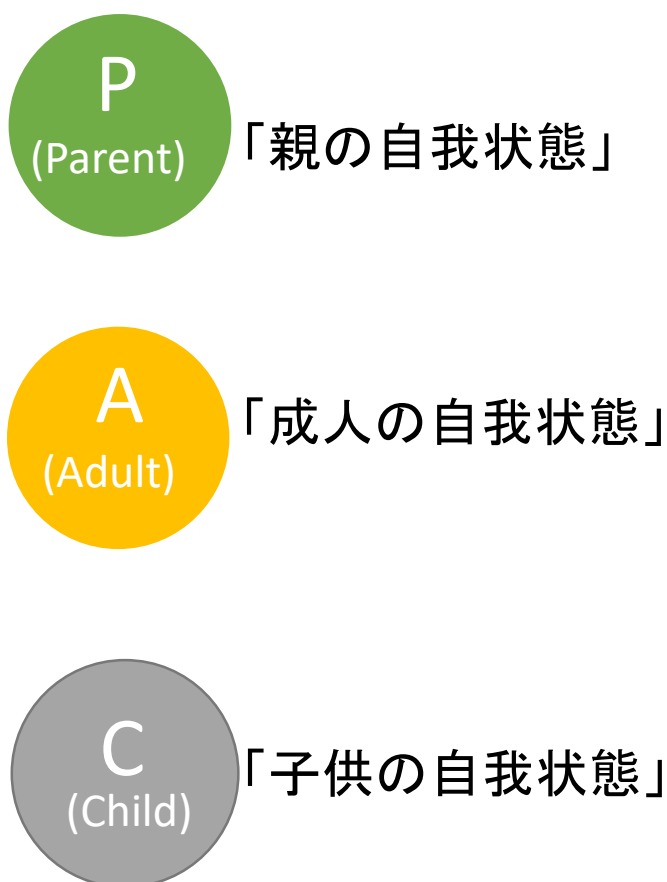 P
(Parent)
「親の自我状態」
A
(Adult)
「成人の自我状態」
C
(Child)
「子供の自我状態」